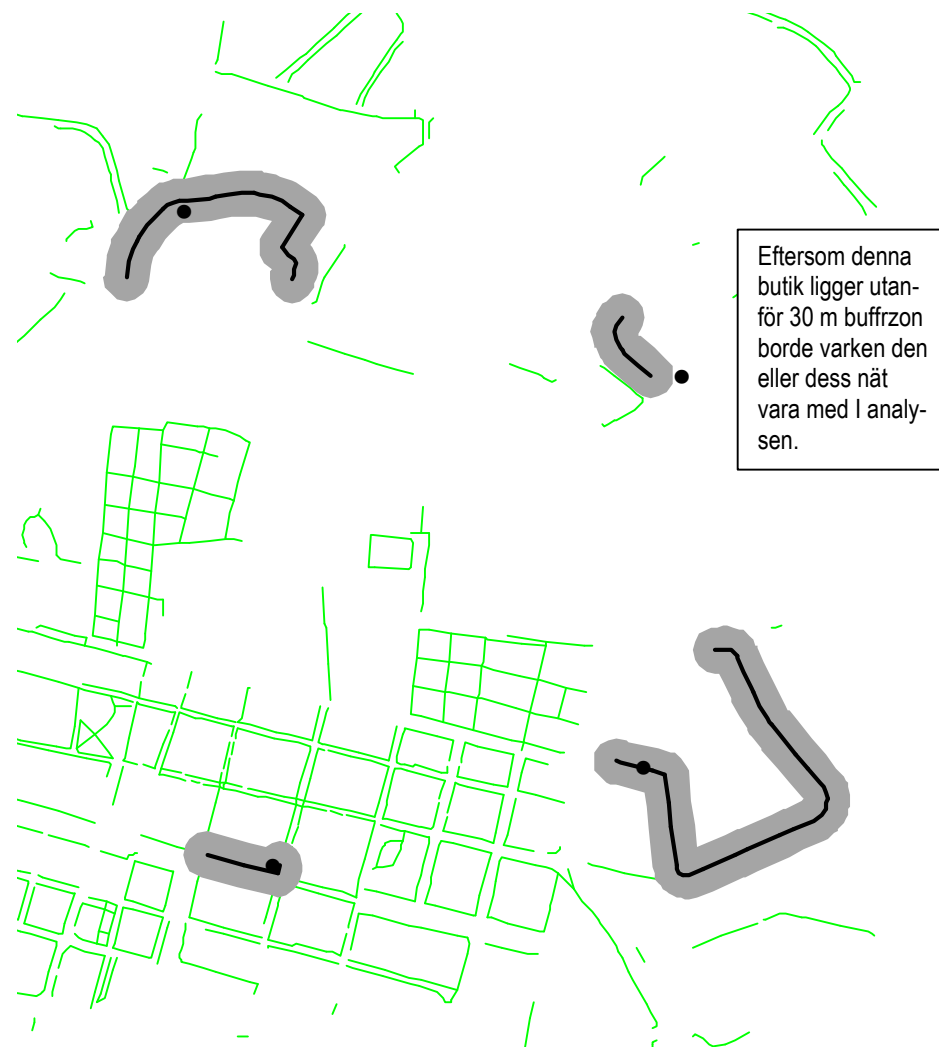 Eftersom denna
butik ligger utan-
för 30 m buffrzon
borde varken den
eller dess nät
vara med I analy-
sen.